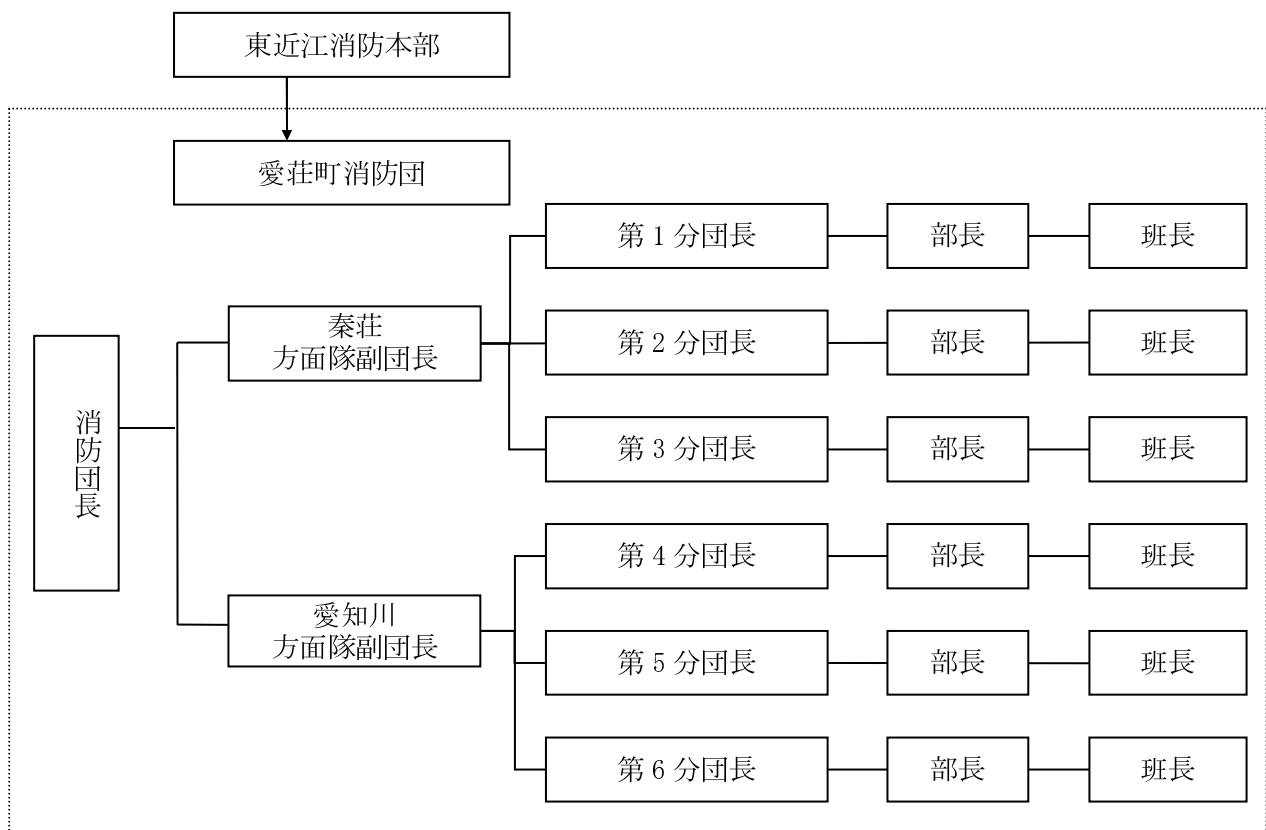 東近江消防本部
愛荘町消防団
消防団長
秦荘
方面隊副団長
第1分団長
部長
班長
第2分団長
部長
班長
第3分団長
部長
班長
愛知川
方面隊副団長
第4分団長
部長
班長
第5分団長
部長
班長
第6分団長
部長
班長